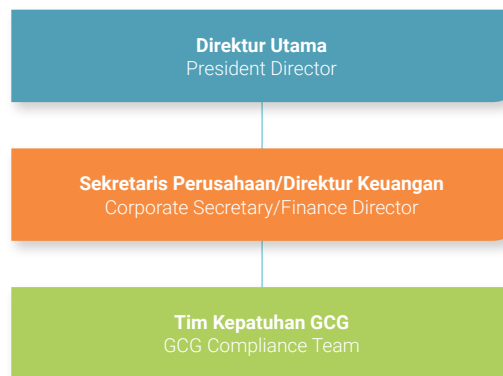 Direktur Utama
President Director
Sekretaris Perusahaan/Direktur Keuangan
Corporate Secretary/Finance Director
Tim Kepatuhan GCG
GCG Compliance Team